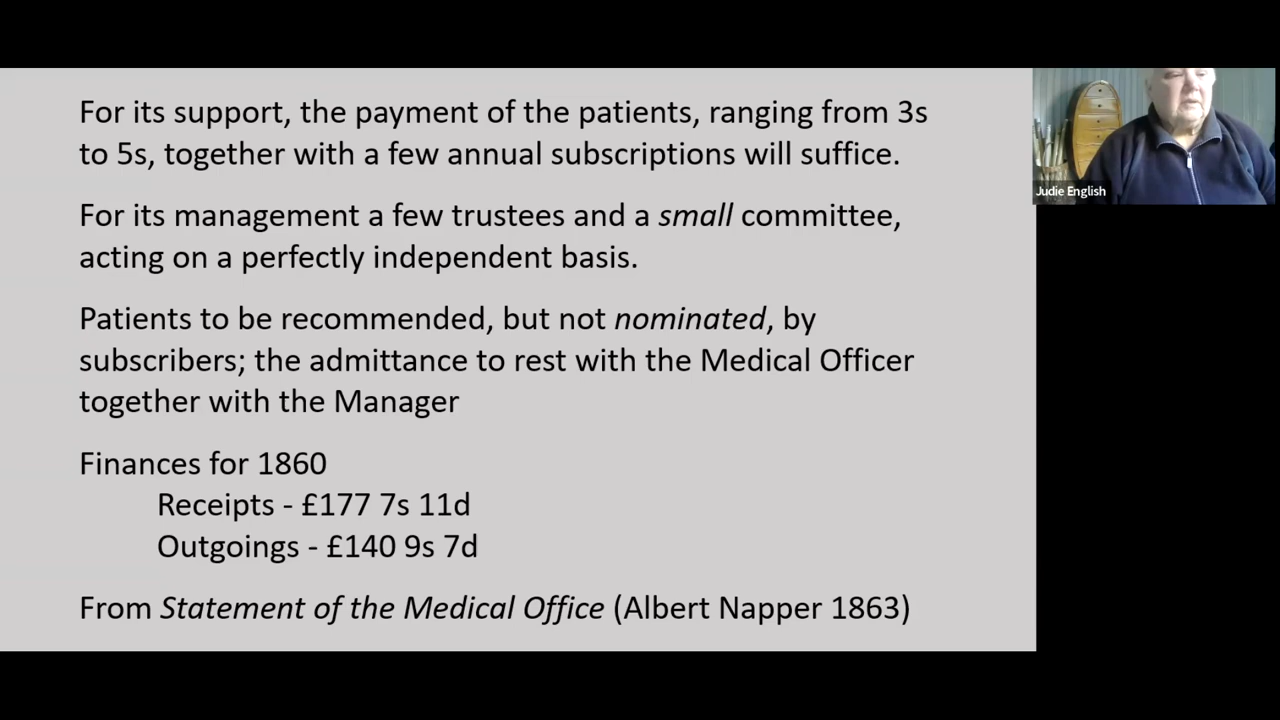 For its support, the payment of the patients, ranging from 3s
to 5s, together with a few annual subscriptions will suffice.
For its management a few trustees and a small committee,
acting on a perfectly independent basis.
Patients to be recommended, but not nominated, by
subscribers; the admittance to rest with the Medical Officer
together with the Manager
Finances for 1860
Receipts - £177 7s 11d
Outgoings - £140 9s 7d
From Statement of the Medical Office (Albert Napper 1863)
Judie English